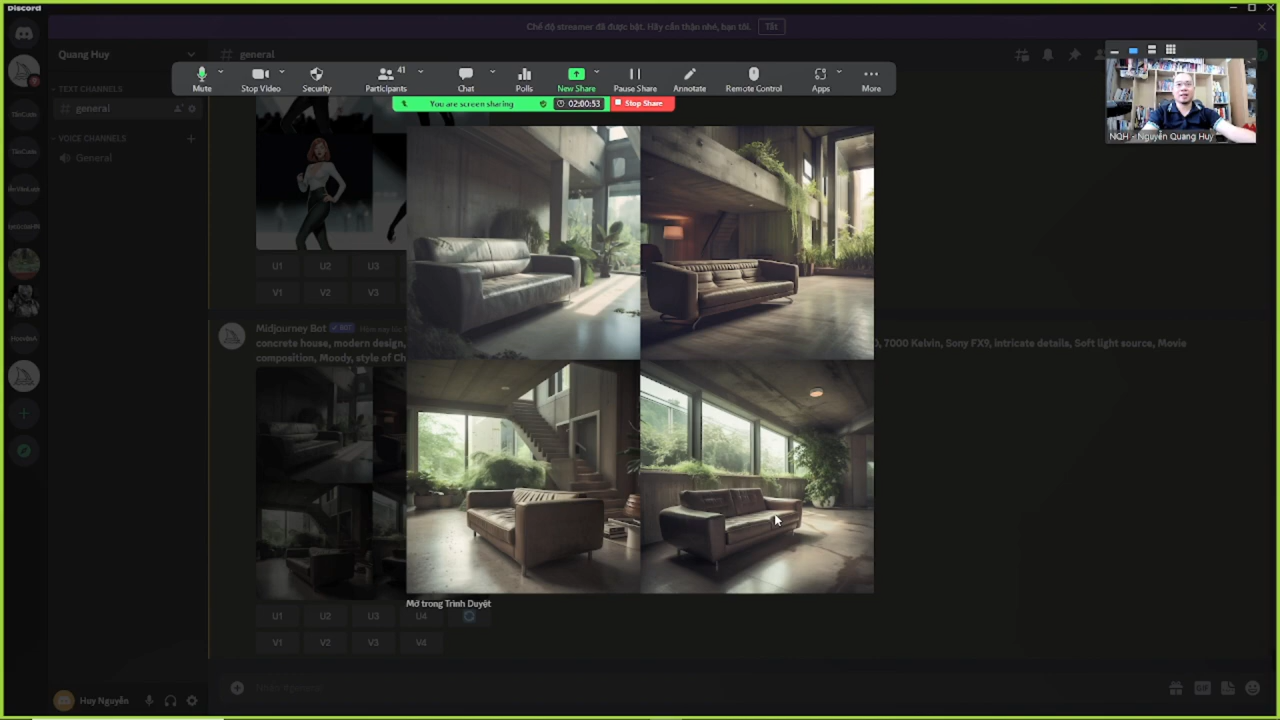 Discord
Chế độ streamer đã được bật. Hãy cẩn thận nhé, bạn tôi.
Tắt
Quang Huy
general
Mute
Stop Video
Security
41
Participants
Chat
Polls
New Share
Pause Share
Annotate
Remote Control
Apps
More
You are screen sharing
02:00:53
Stop Share
NQH - Nguyễn Quang Huy
TEXT CHANNELS
general
VOICE CHANNELS
General
U1 U2 U3
V1 V2 V3
Midjourney Bot BOT
concrete house, modern design,
7000 Kelvin, Sony FX9, intricate details, Soft light source, Movie
composition, Moody, style of Ch
Mở trong Trình Duyệt
U1 U2 U3 U4
V1 V2 V3 V4
Huy Nguyễn